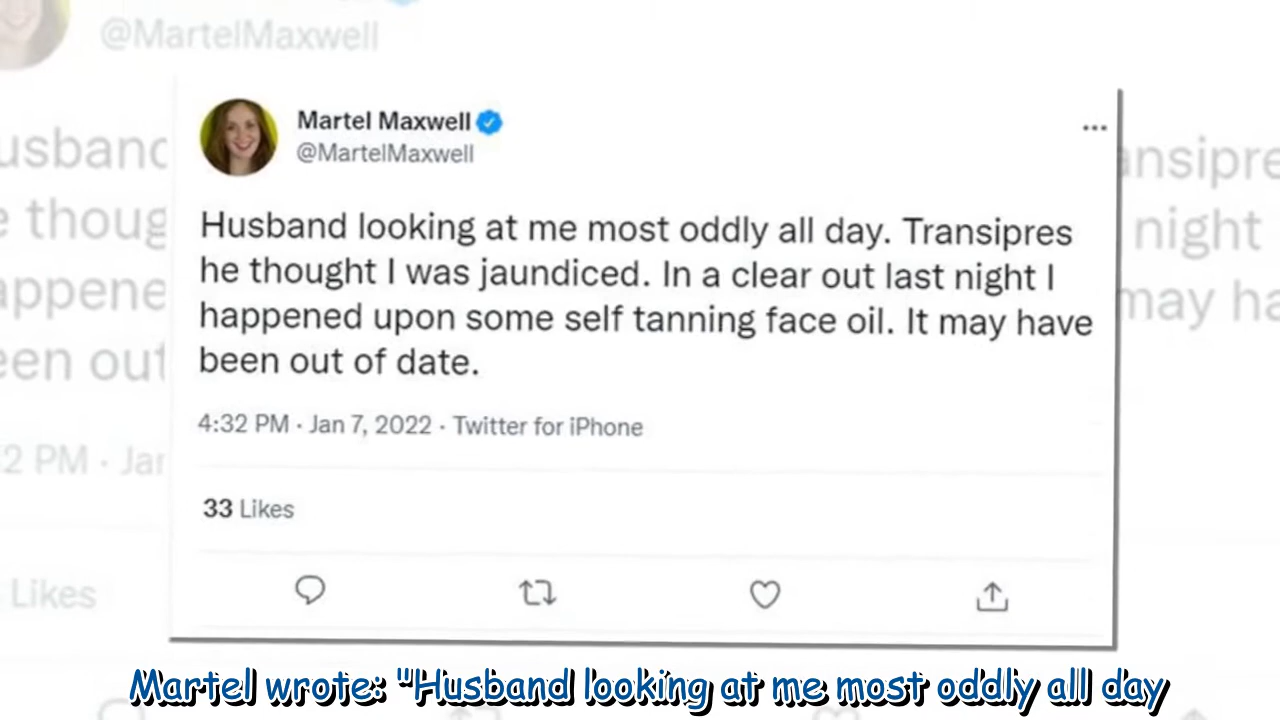 @MartelMaxwell
Martel Maxwell
@MartelMaxwell
Husband looking at me most oddly all day. Transipres
he thought I was jaundiced. In a clear out last night I
happened upon some self tanning face oil. It may have
been out of date.
4:32 PM · Jan 7, 2022 · Twitter for iPhone
33 Likes
Likes
Martel wrote: "Husband looking at me most oddly all day